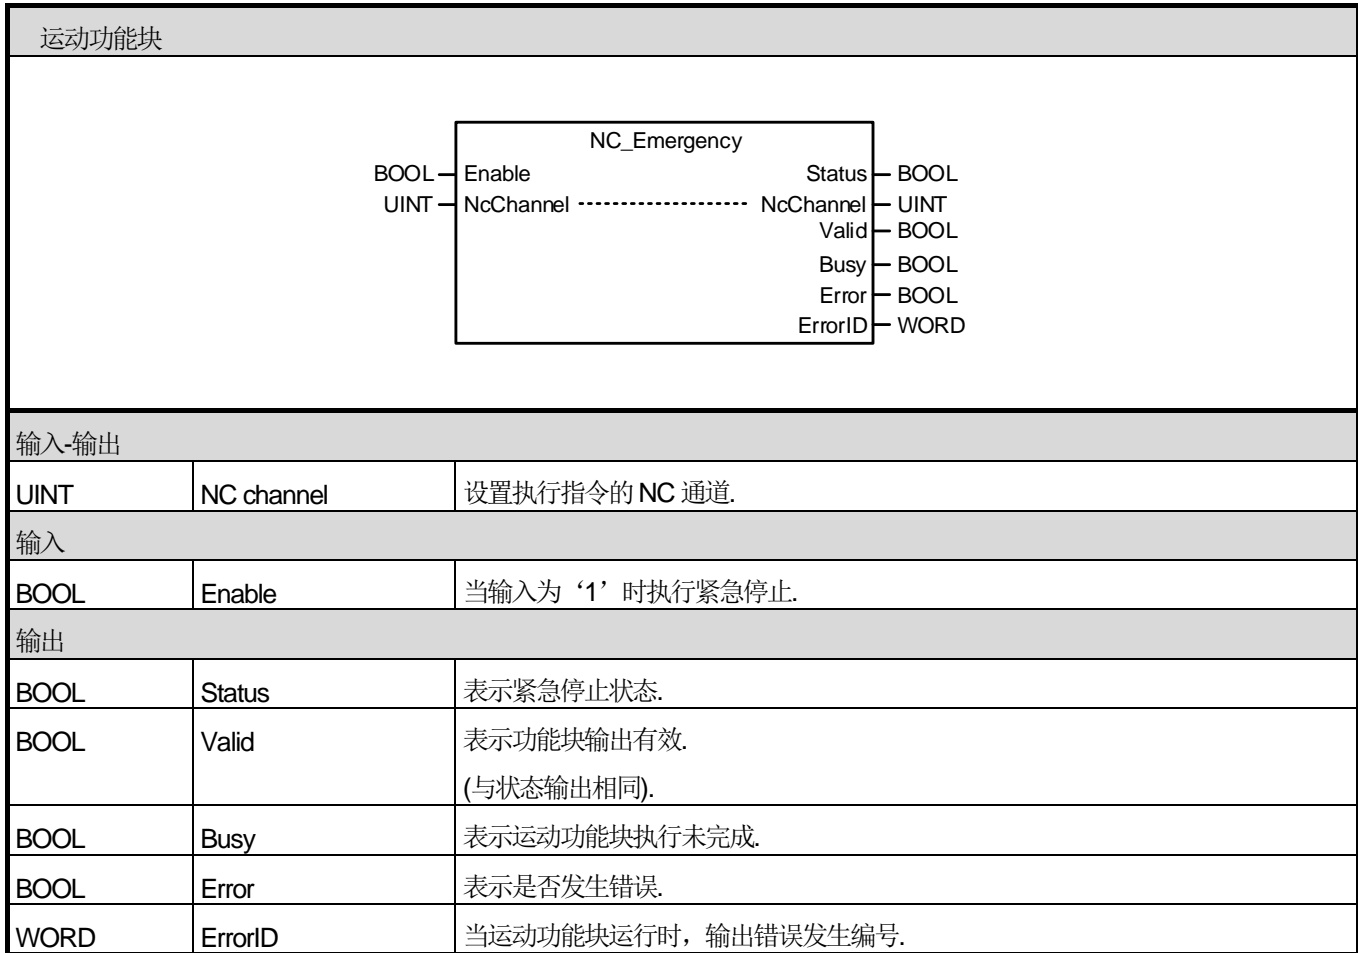 运动功能块
NC_Emergency
BOOL Enable Status BOOL
UINT NcChannel NcChannel UINT
Valid BOOL
Busy BOOL
Error BOOL
ErrorID WORD
输入-输出
UINT NC channel 设置执行指令的 NC 通道.
输入
BOOL Enable 当输入为‘1’时执行紧急停止.
输出
BOOL Status 表示紧急停止状态.
BOOL Valid 表示功能块输出有效.
(与状态输出相同).
BOOL Busy 表示运动功能块执行未完成.
BOOL Error 表示是否发生错误.
WORD ErrorID 当运动功能块运行时，输出错误发生编号.